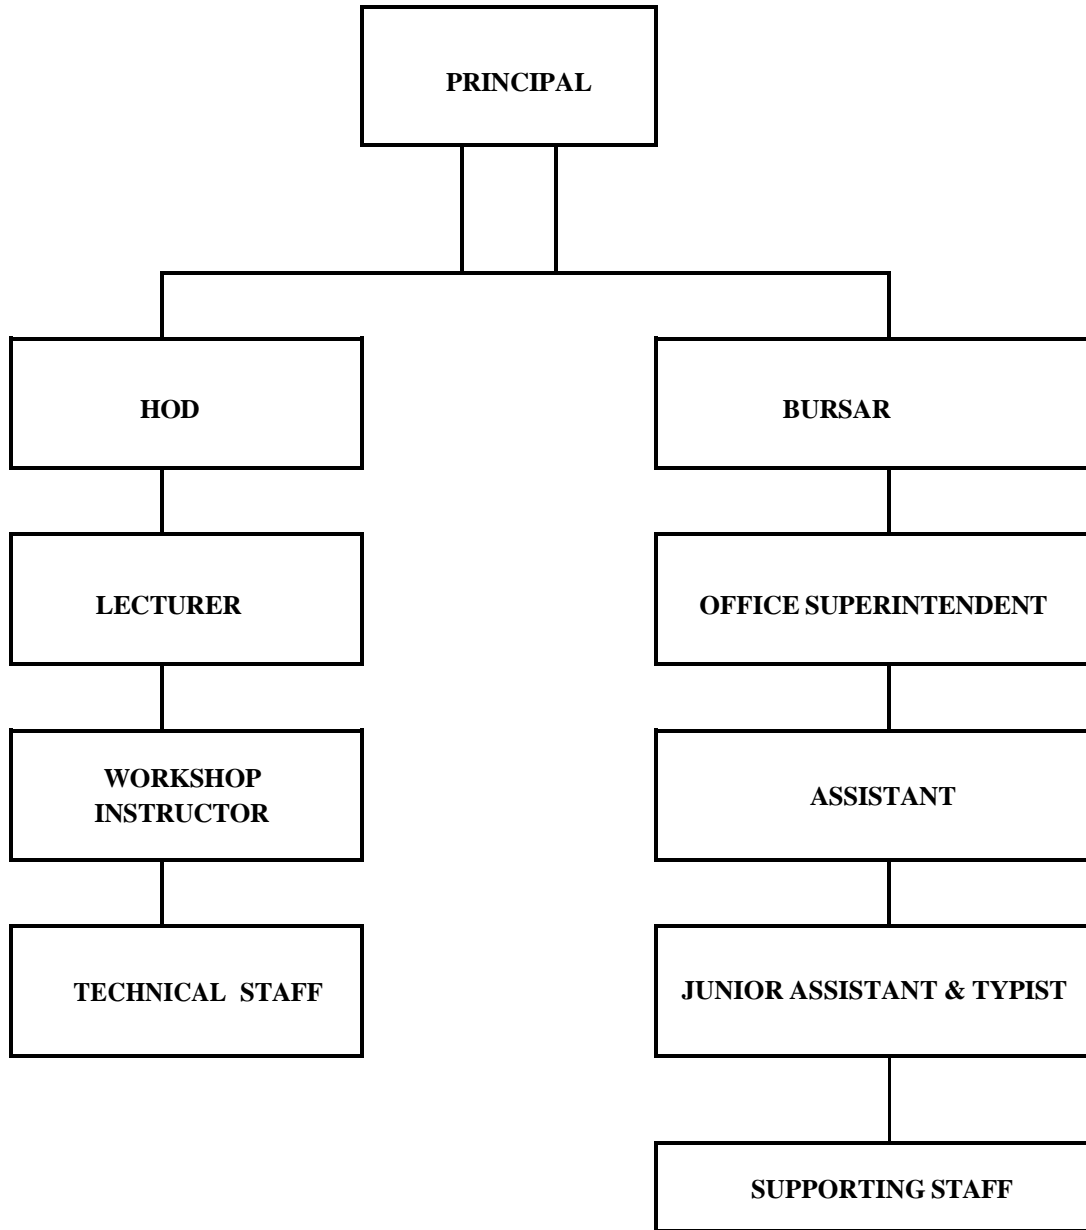 PRINCIPAL
HOD
BURSAR
LECTURER
OFFICE SUPERINTENDENT
WORKSHOP
INSTRUCTOR
ASSISTANT
TECHNICAL STAFF
JUNIOR ASSISTANT & TYPIST
SUPPORTING STAFF